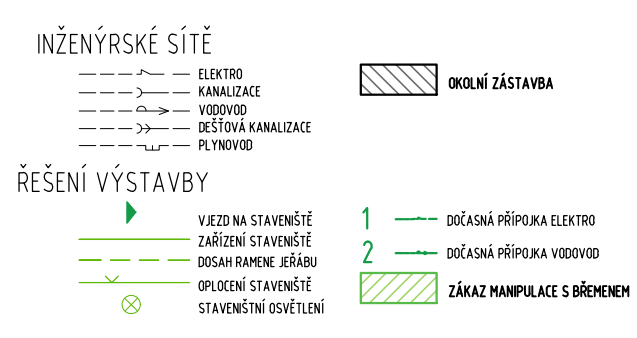 INŽENÝRSKÉ SÍTĚ
ELEKTRO
KANALIZACE
VODOVOD
DEŠŤOVÁ KANALIZACE
PLYNOVOD
OKOLNÍ ZÁSTAVBA
ŘEŠENÍ VÝSTAVBY
VJEZD NA STAVENIŠTĚ
ZAŘÍZENÍ STAVENIŠTĚ
DOSAH RAMENE JEŘÁBU
OPLOCENÍ STAVENIŠTĚ
STAVENIŠTNÍ OSVĚTLENÍ
1 DOČASNÁ PŘÍPOJKA ELEKTRO
2 DOČASNÁ PŘÍPOJKA VODOVOD
ZÁKAZ MANIPULACE S BŘEMENEM